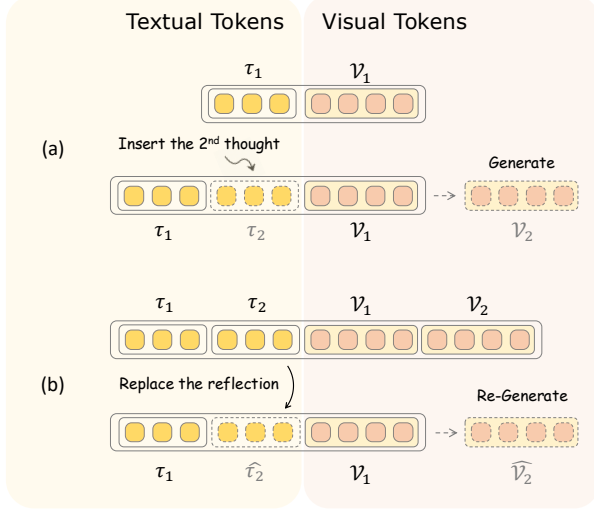 Textual Tokens Visual Tokens
τ₁ 𝒱₁
(a)
Insert the 2nd thought
Generate
τ₁ τ₂ 𝒱₁ 𝒱₂
τ₁ τ₂ 𝒱₁ 𝒱₂
(b)
Replace the reflection
Re-Generate
τ₁ τ̂₂ 𝒱₁ 𝒱̂₂